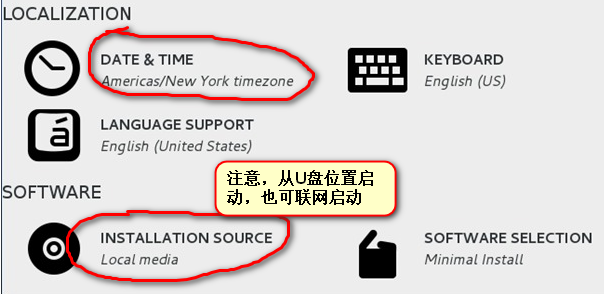 LOCALIZATION
DATE & TIME
Americas/New York timezone
KEYBOARD
English (US)
LANGUAGE SUPPORT
English (United States)
注意，从U盘位置启
动，也可联网启动
SOFTWARE
INSTALLATION SOURCE
Local media
SOFTWARE SELECTION
Minimal Install